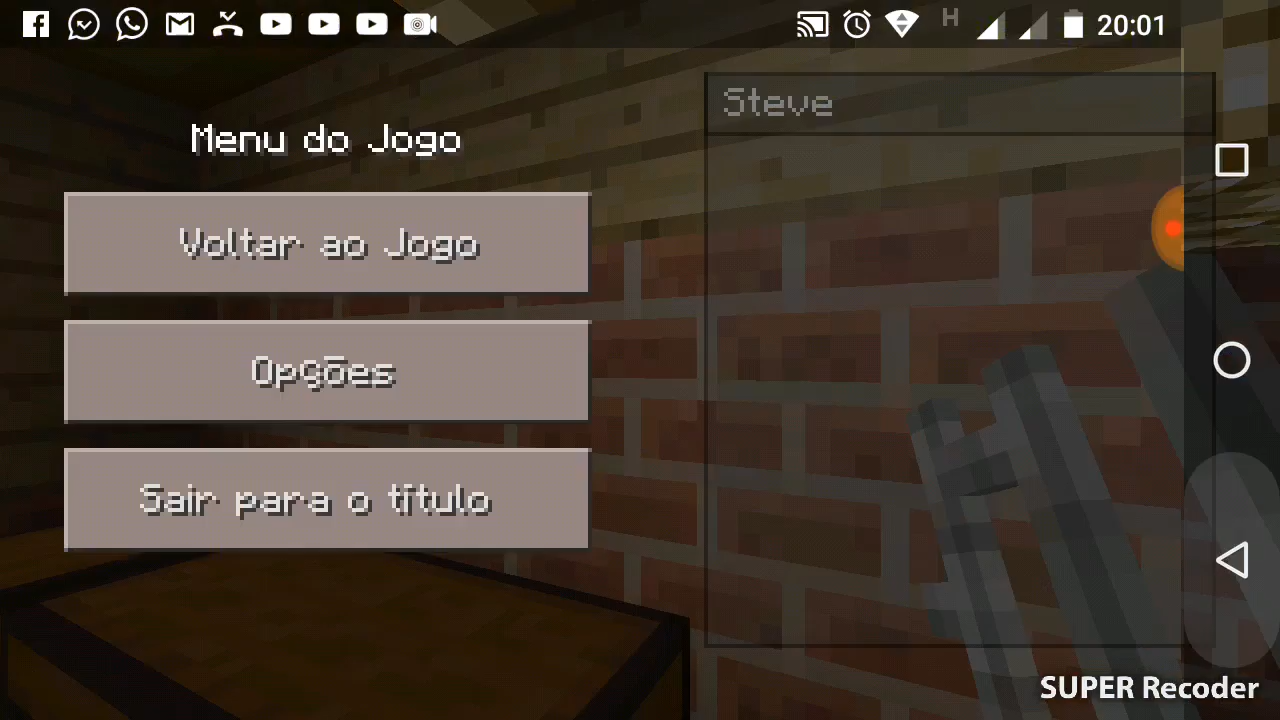 H 20:01
Steve
Menu do Jogo
Voltar ao Jogo
Opções
Sair para o título
SUPER Recoder